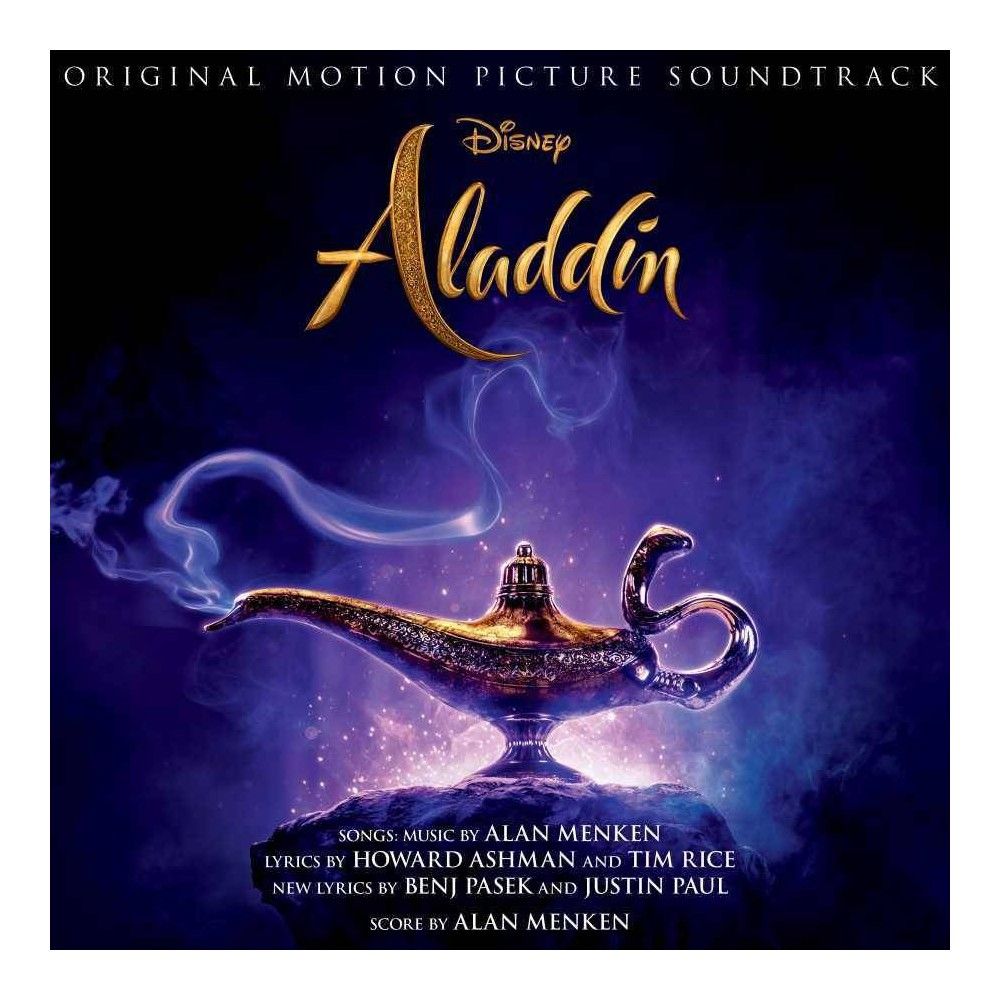 ORIGINAL MOTION PICTURE SOUNDTRACK
Disney
Aladdin
SONGS: MUSIC BY ALAN MENKEN
LYRICS BY HOWARD ASHMAN AND TIM RICE
NEW LYRICS BY BENJ PASEK AND JUSTIN PAUL
SCORE BY ALAN MENKEN